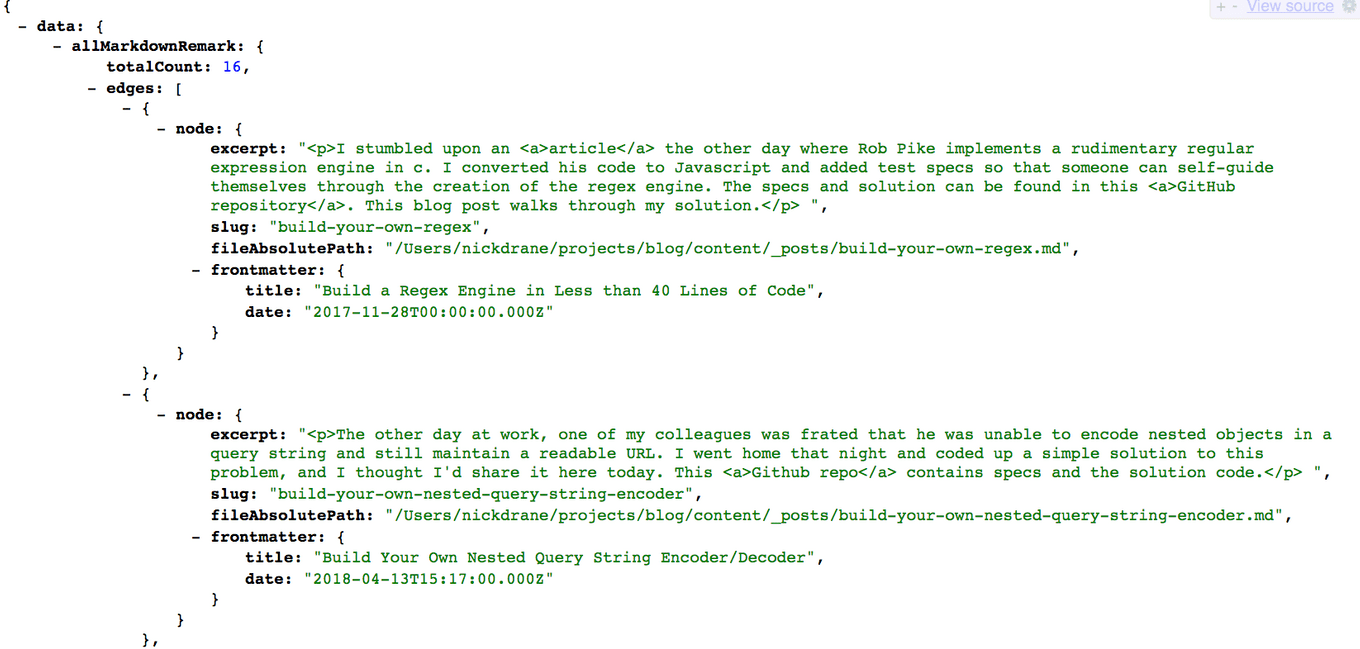 {
+ - View source
- data: {
- allMarkdownRemark: {
totalCount: 16,
- edges: [
- {
- node: {
excerpt: "<p>I stumbled upon an <a>article</a> the other day where Rob Pike implements a rudimentary regular
expression engine in c. I converted his code to Javascript and added test specs so that someone can self-guide
themselves through the creation of the regex engine. The specs and solution can be found in this <a>GitHub
repository</a>. This blog post walks through my solution.</p> ",
slug: "build-your-own-regex",
fileAbsolutePath: "/Users/nickdrane/projects/blog/content/_posts/build-your-own-regex.md",
- frontmatter: {
title: "Build a Regex Engine in Less than 40 Lines of Code",
date: "2017-11-28T00:00:00.000Z"
}
}
},
- {
- node: {
excerpt: "<p>The other day at work, one of my colleagues was frated that he was unable to encode nested objects in a
query string and still maintain a readable URL. I went home that night and coded up a simple solution to this
problem, and I thought I'd share it here today. This <a>Github repo</a> contains specs and the solution code.</p> ",
slug: "build-your-own-nested-query-string-encoder",
fileAbsolutePath: "/Users/nickdrane/projects/blog/content/_posts/build-your-own-nested-query-string-encoder.md",
- frontmatter: {
title: "Build Your Own Nested Query String Encoder/Decoder",
date: "2018-04-13T15:17:00.000Z"
}
}
},